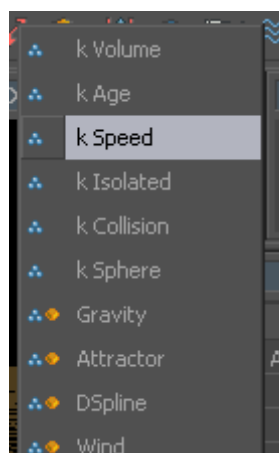 k Volume
k Age
k Speed
k Isolated
k Collision
k Sphere
Gravity
Attractor
DSpline
Wind